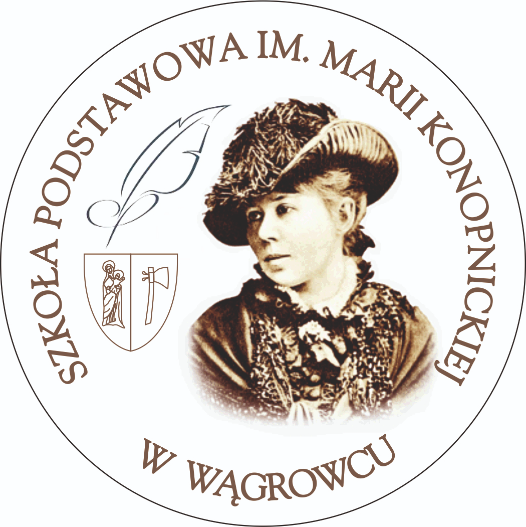 SZKOŁA PODSTAWOWA IM. MARII KONOPNICKIEJ
W WĄGROWCU